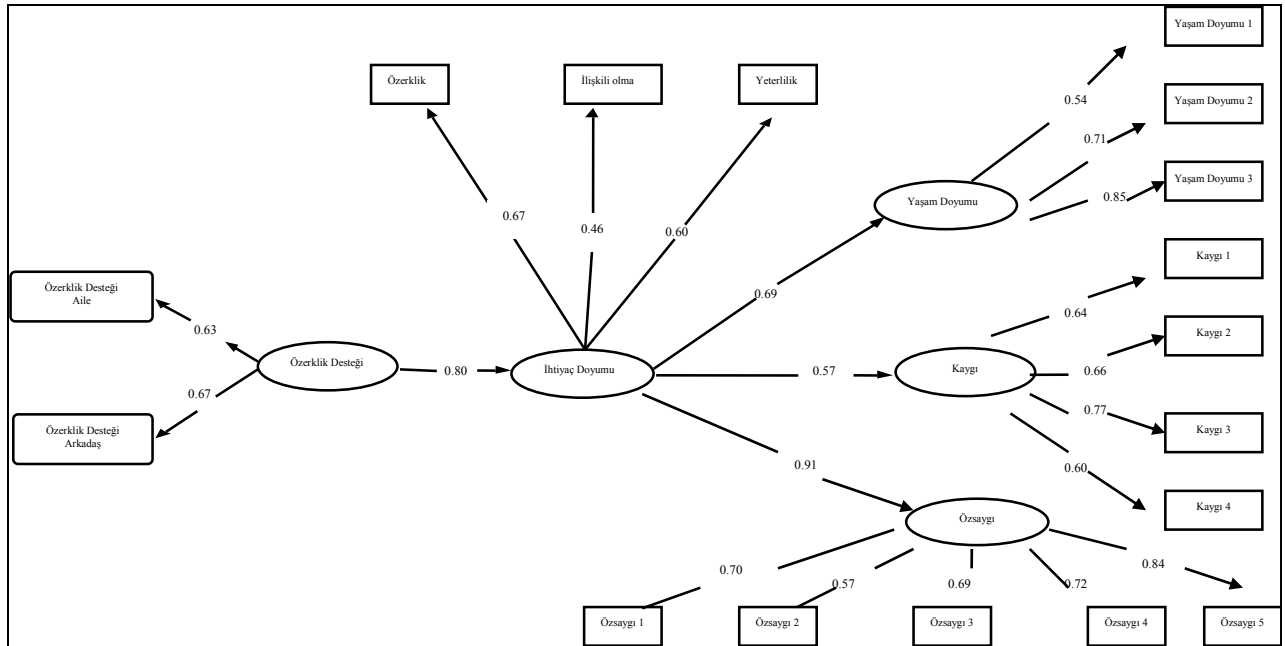 Yaşam Doyumu 1
Özerklik
İlişkili olma
Yeterlilik
0.54
Yaşam Doyumu 2
0.71
Yaşam Doyumu 3
0.85
Yaşam Doyumu
0.67
0.46
0.60
Kaygı 1
0.69
0.64
Özerklik Desteği
Aile
0.63
Kaygı 2
Özerklik Desteği
0.80
İhtiyaç Doyumu
0.57
Kaygı
0.66
0.67
0.77
Özerklik Desteği
Arkadaş
Kaygı 3
0.91
0.60
Kaygı 4
Özsaygı
0.70
0.57
0.69
0.72
0.84
Özsaygı 1
Özsaygı 2
Özsaygı 3
Özsaygı 4
Özsaygı 5